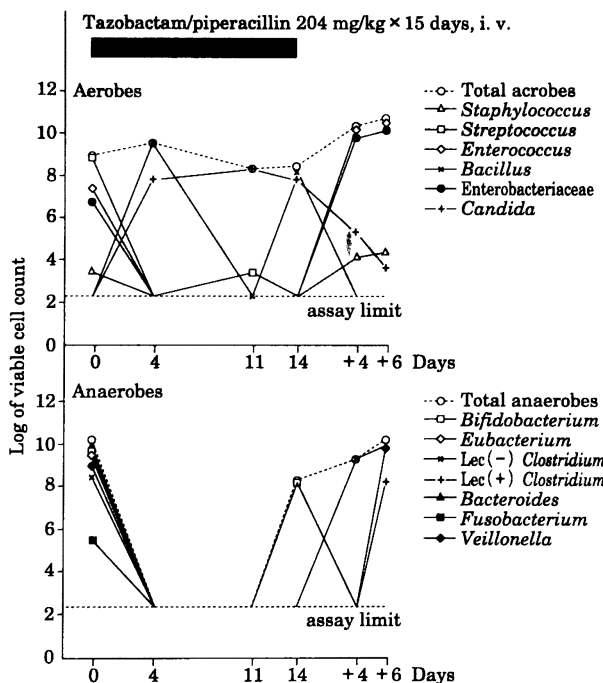 Tazobactam/piperacillin 204 mg/kg × 15 days, i. v.
Aerobes
12
10
8
6
4
2
0
0 4 11 14 +4 +6 Days
assay limit
Total acrobes
Staphylococcus
Streptococcus
Enterococcus
Bacillus
Enterobacteriaceae
Candida
Log of viable cell count
Anaerobes
12
10
8
6
4
2
0
0 4 11 14 +4 +6 Days
assay limit
Total anaerobes
Bifidobacterium
Eubacterium
Lec(−) Clostridium
Lec(+) Clostridium
Bacteroides
Fusobacterium
Veillonella